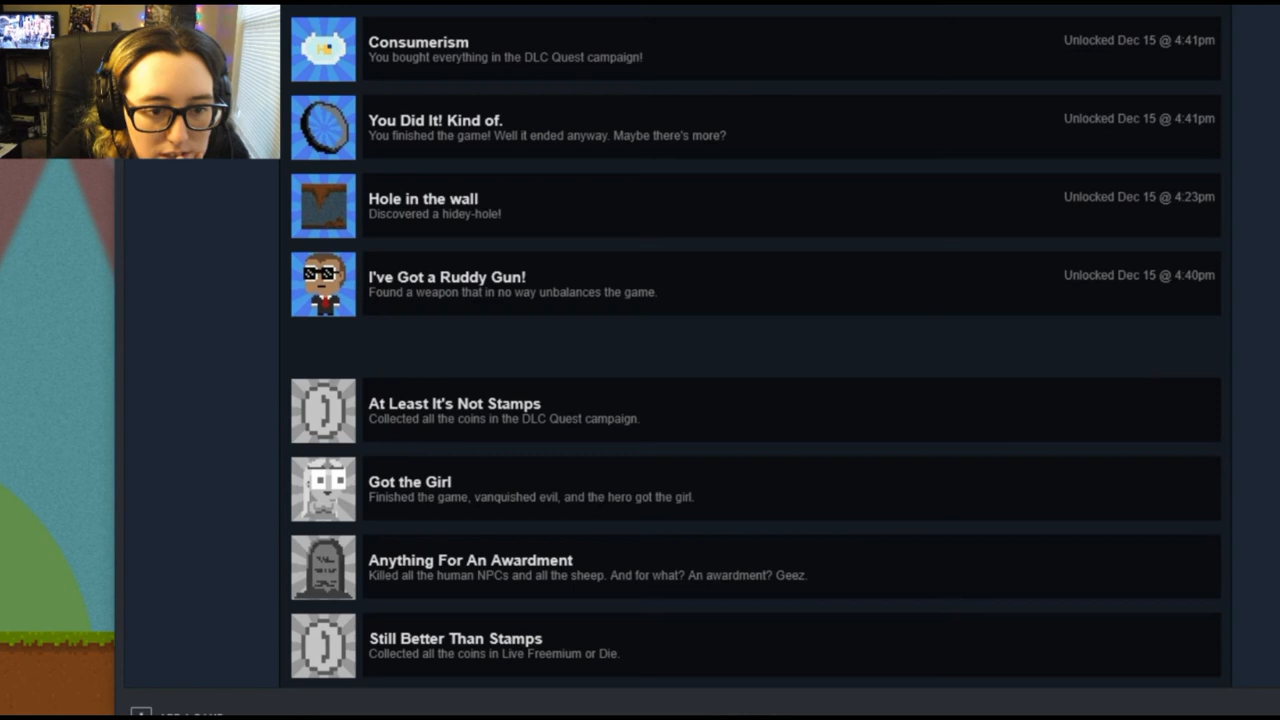 Consumerism
Unlocked Dec 15 @ 4:41pm
You bought everything in the DLC Quest campaign!
You Did It! Kind of.
Unlocked Dec 15 @ 4:41pm
You finished the game! Well it ended anyway. Maybe there's more?
Hole in the wall
Unlocked Dec 15 @ 4:23pm
Discovered a hidey-hole!
I've Got a Ruddy Gun!
Unlocked Dec 15 @ 4:40pm
Found a weapon that in no way unbalances the game.
At Least It's Not Stamps
Collected all the coins in the DLC Quest campaign.
Got the Girl
Finished the game, vanquished evil, and the hero got the girl.
Anything For An Awardment
Killed all the human NPCs and all the sheep. And for what? An awardment? Geez.
Still Better Than Stamps
Collected all the coins in Live Freemium or Die.